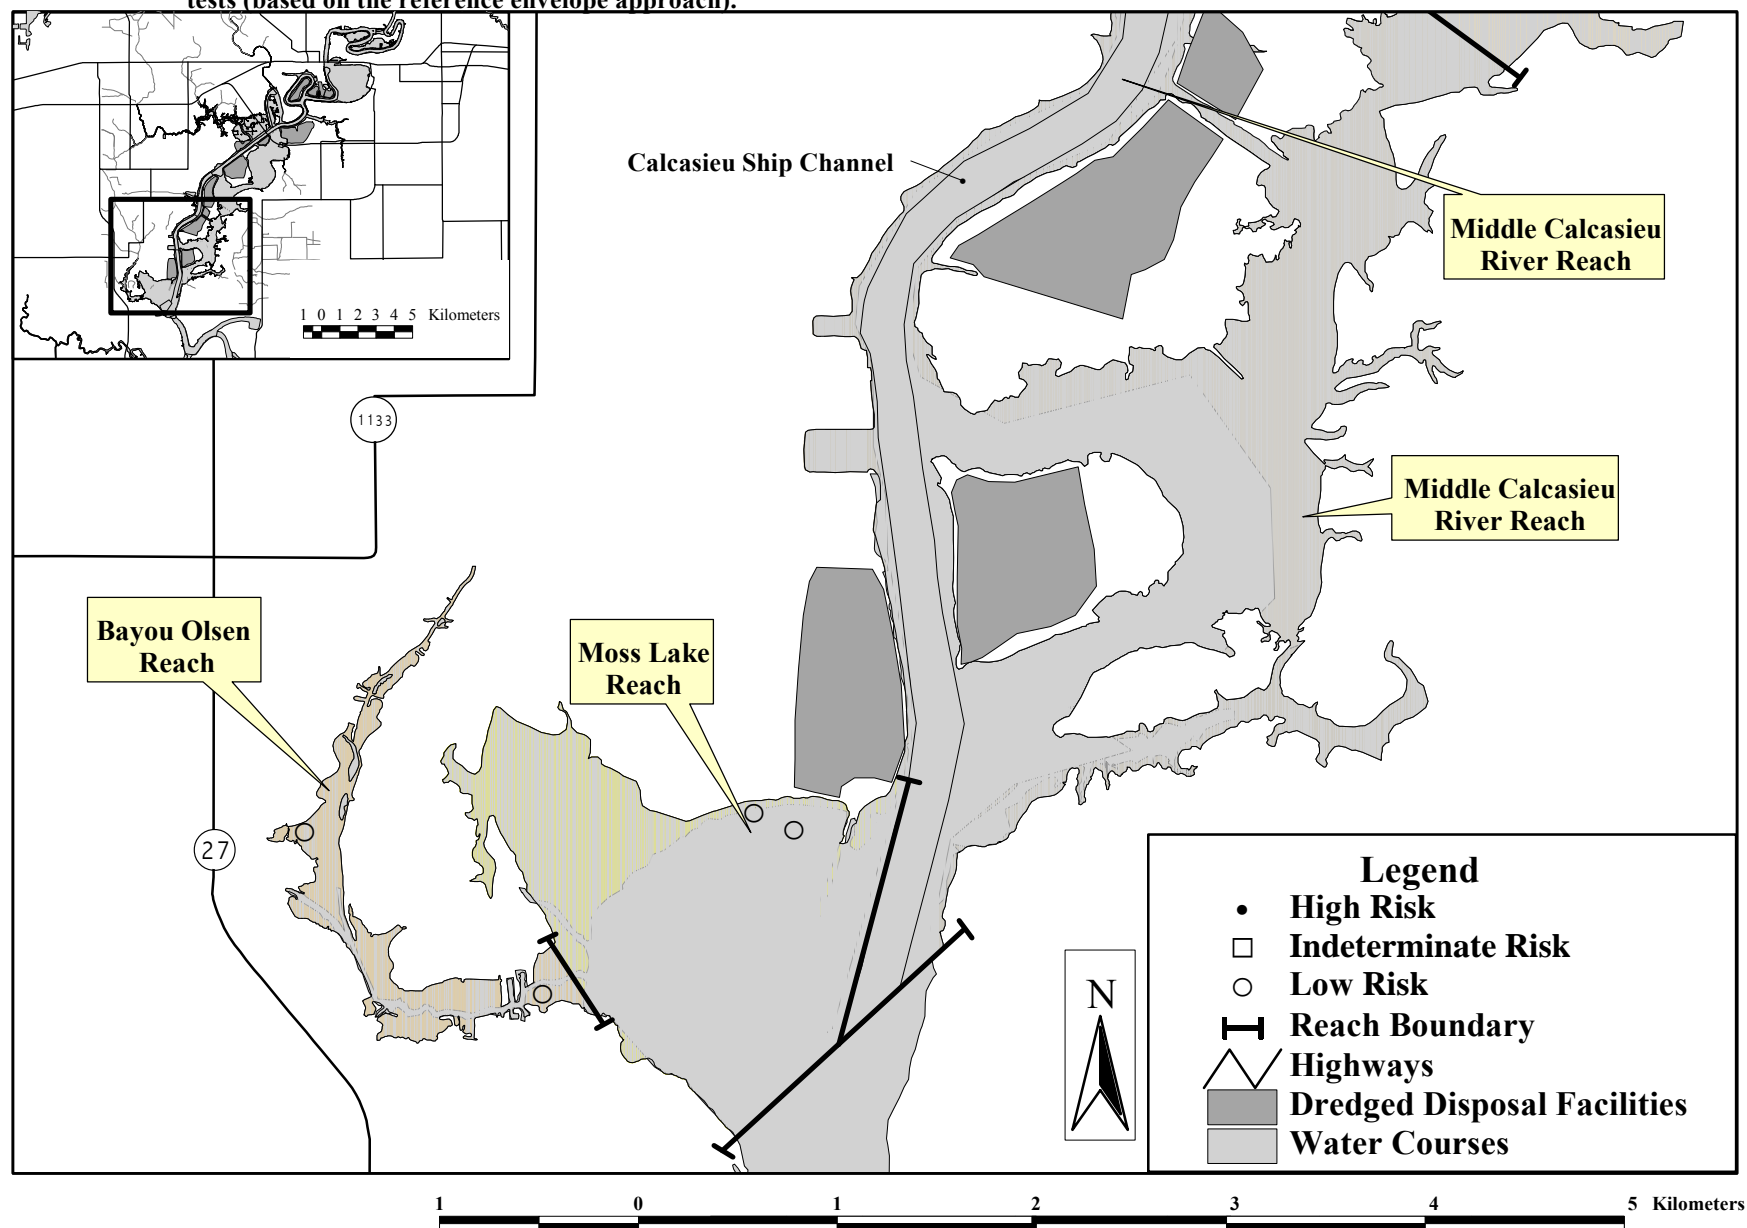 tests (based on the reference envelope approach).
1 0 1 2 3 4 5 Kilometers
Calcasieu Ship Channel
Middle Calcasieu
River Reach
1133
Middle Calcasieu
River Reach
Bayou Olsen
Reach
Moss Lake
Reach
27
Legend
High Risk
Indeterminate Risk
Low Risk
Reach Boundary
Highways
Dredged Disposal Facilities
Water Courses
N
1 0 1 2 3 4 5 Kilometers